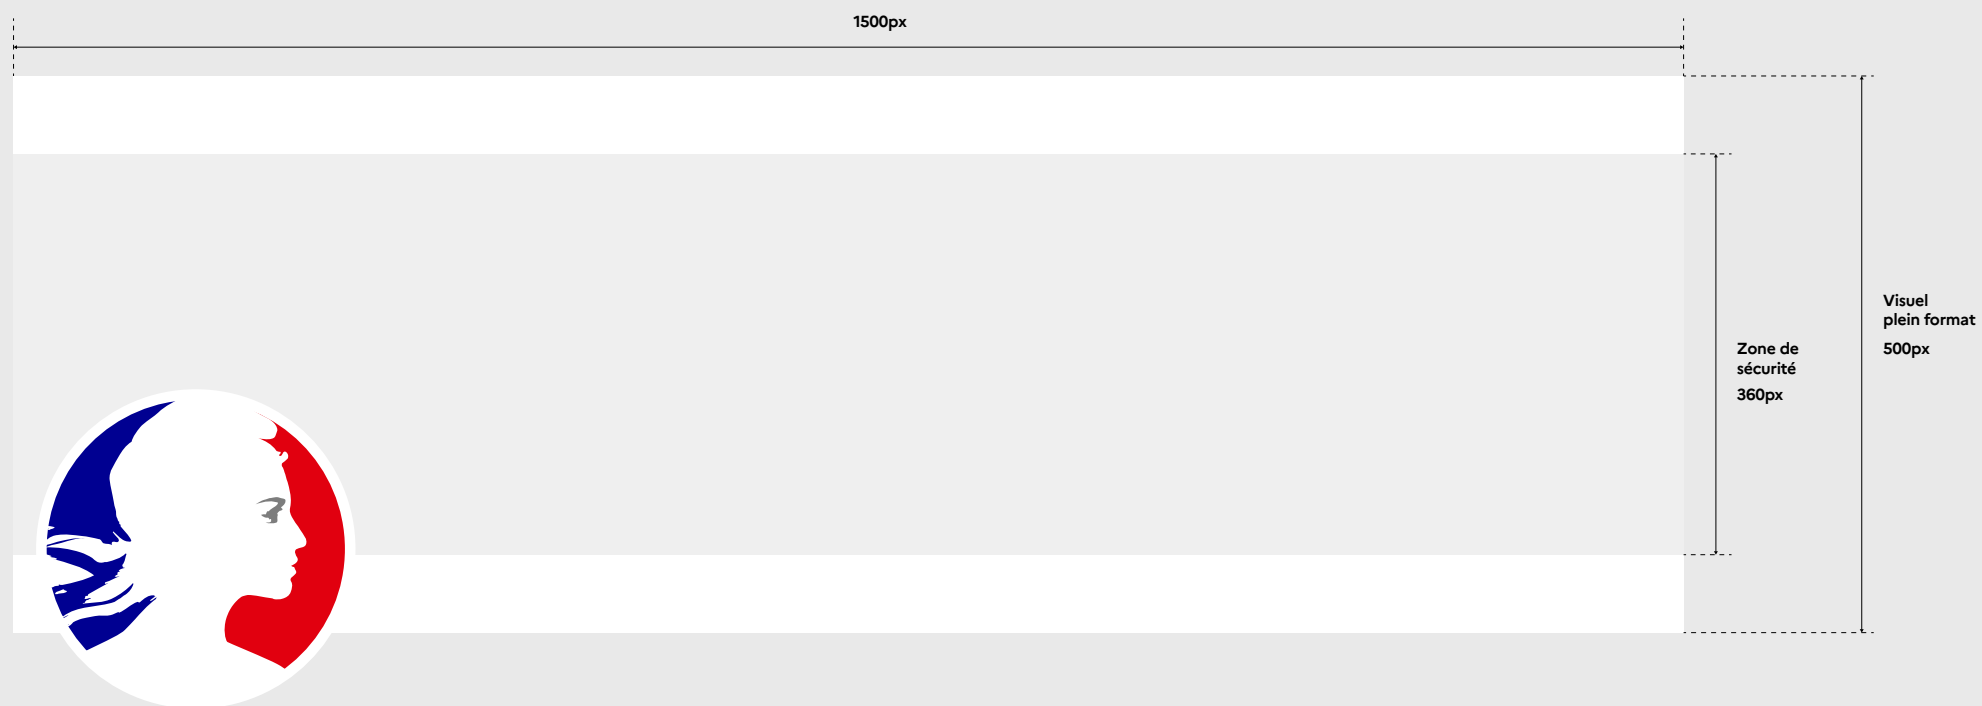 1500px
Zone de
sécurité
360px
Visuel
plein format
500px